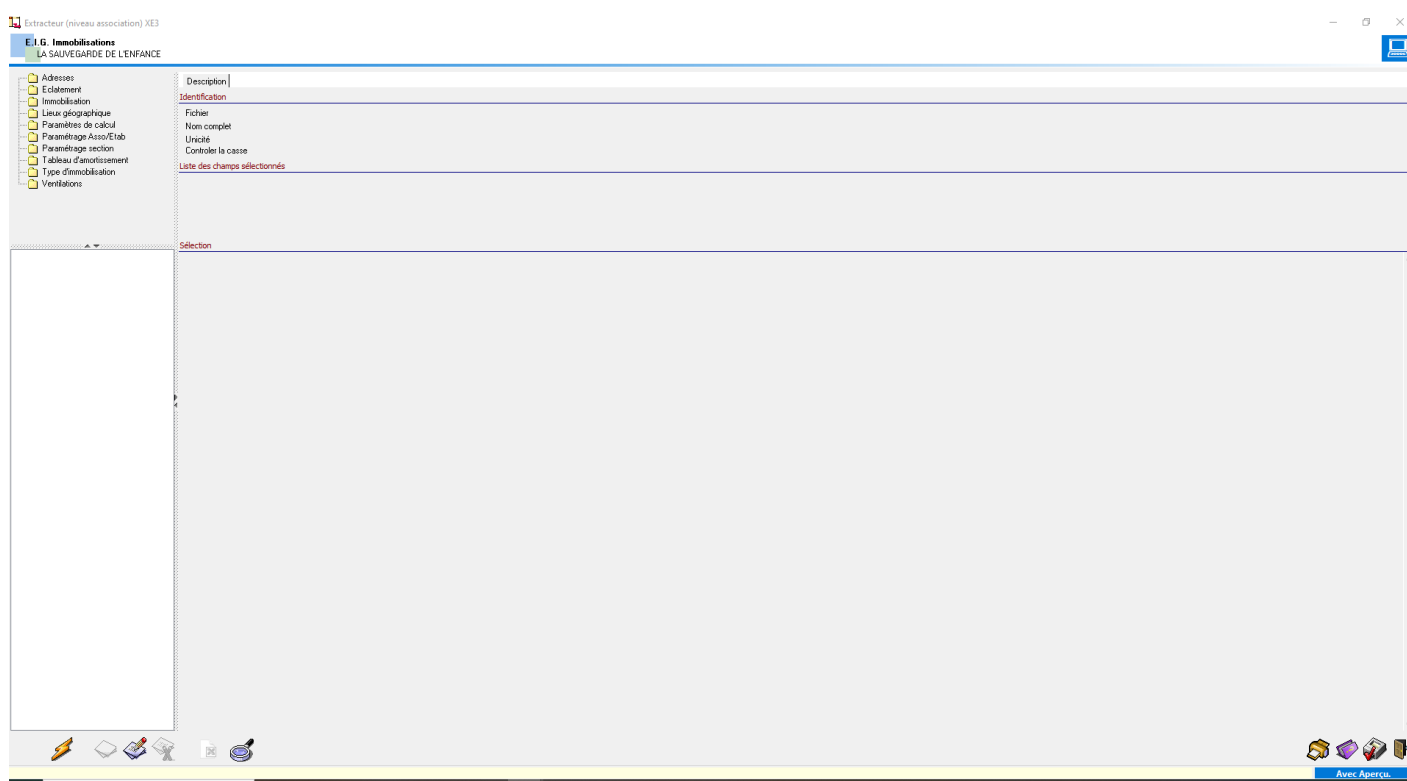 Extracteur (niveau association) XE3
E.I.G. Immobilisations
LA SAUVEGARDE DE L'ENFANCE
Adresses
Eclatement
Immobilisation
Lieux géographique
Paramètres de calcul
Paramétrage Asso/Etab
Paramétrage section
Tableau d'amortissement
Type d'immobilisation
Ventilations
Description
Identification
Fichier
Nom complet
Unicité
Controler la casse
Liste des champs sélectionnés
Sélection
Avec Aperçu.